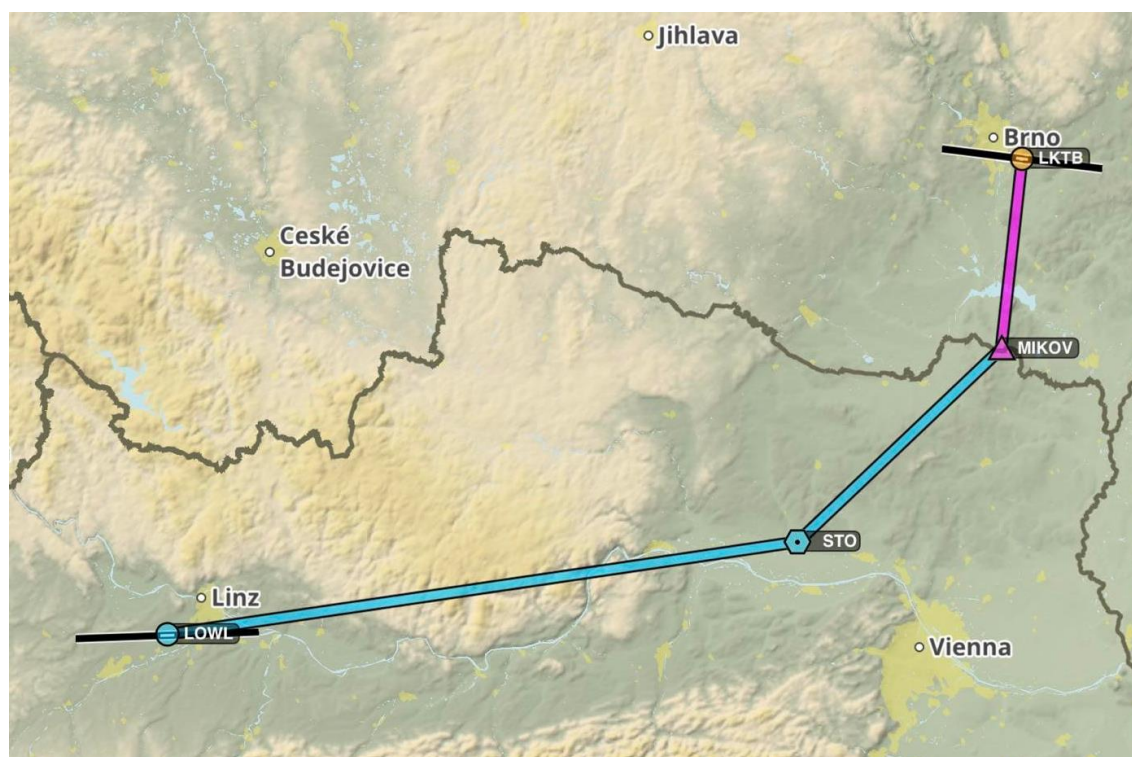 Jihlava
Brno
LKTB
Ceské
Budejovice
MIKOV
STO
Linz
LOWL
Vienna